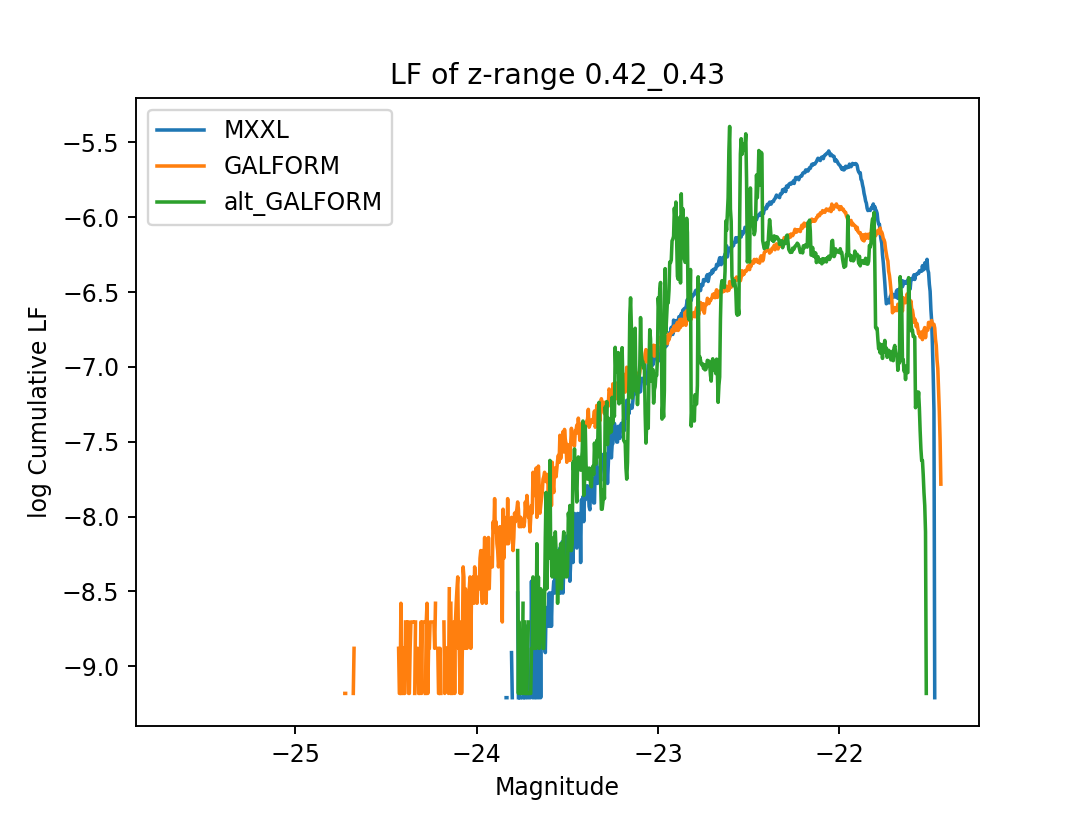 LF of z-range 0.42_0.43
MXXL
GALFORM
alt_GALFORM
log Cumulative LF
−5.5
−6.0
−6.5
−7.0
−7.5
−8.0
−8.5
−9.0
−25
−24
−23
−22
Magnitude